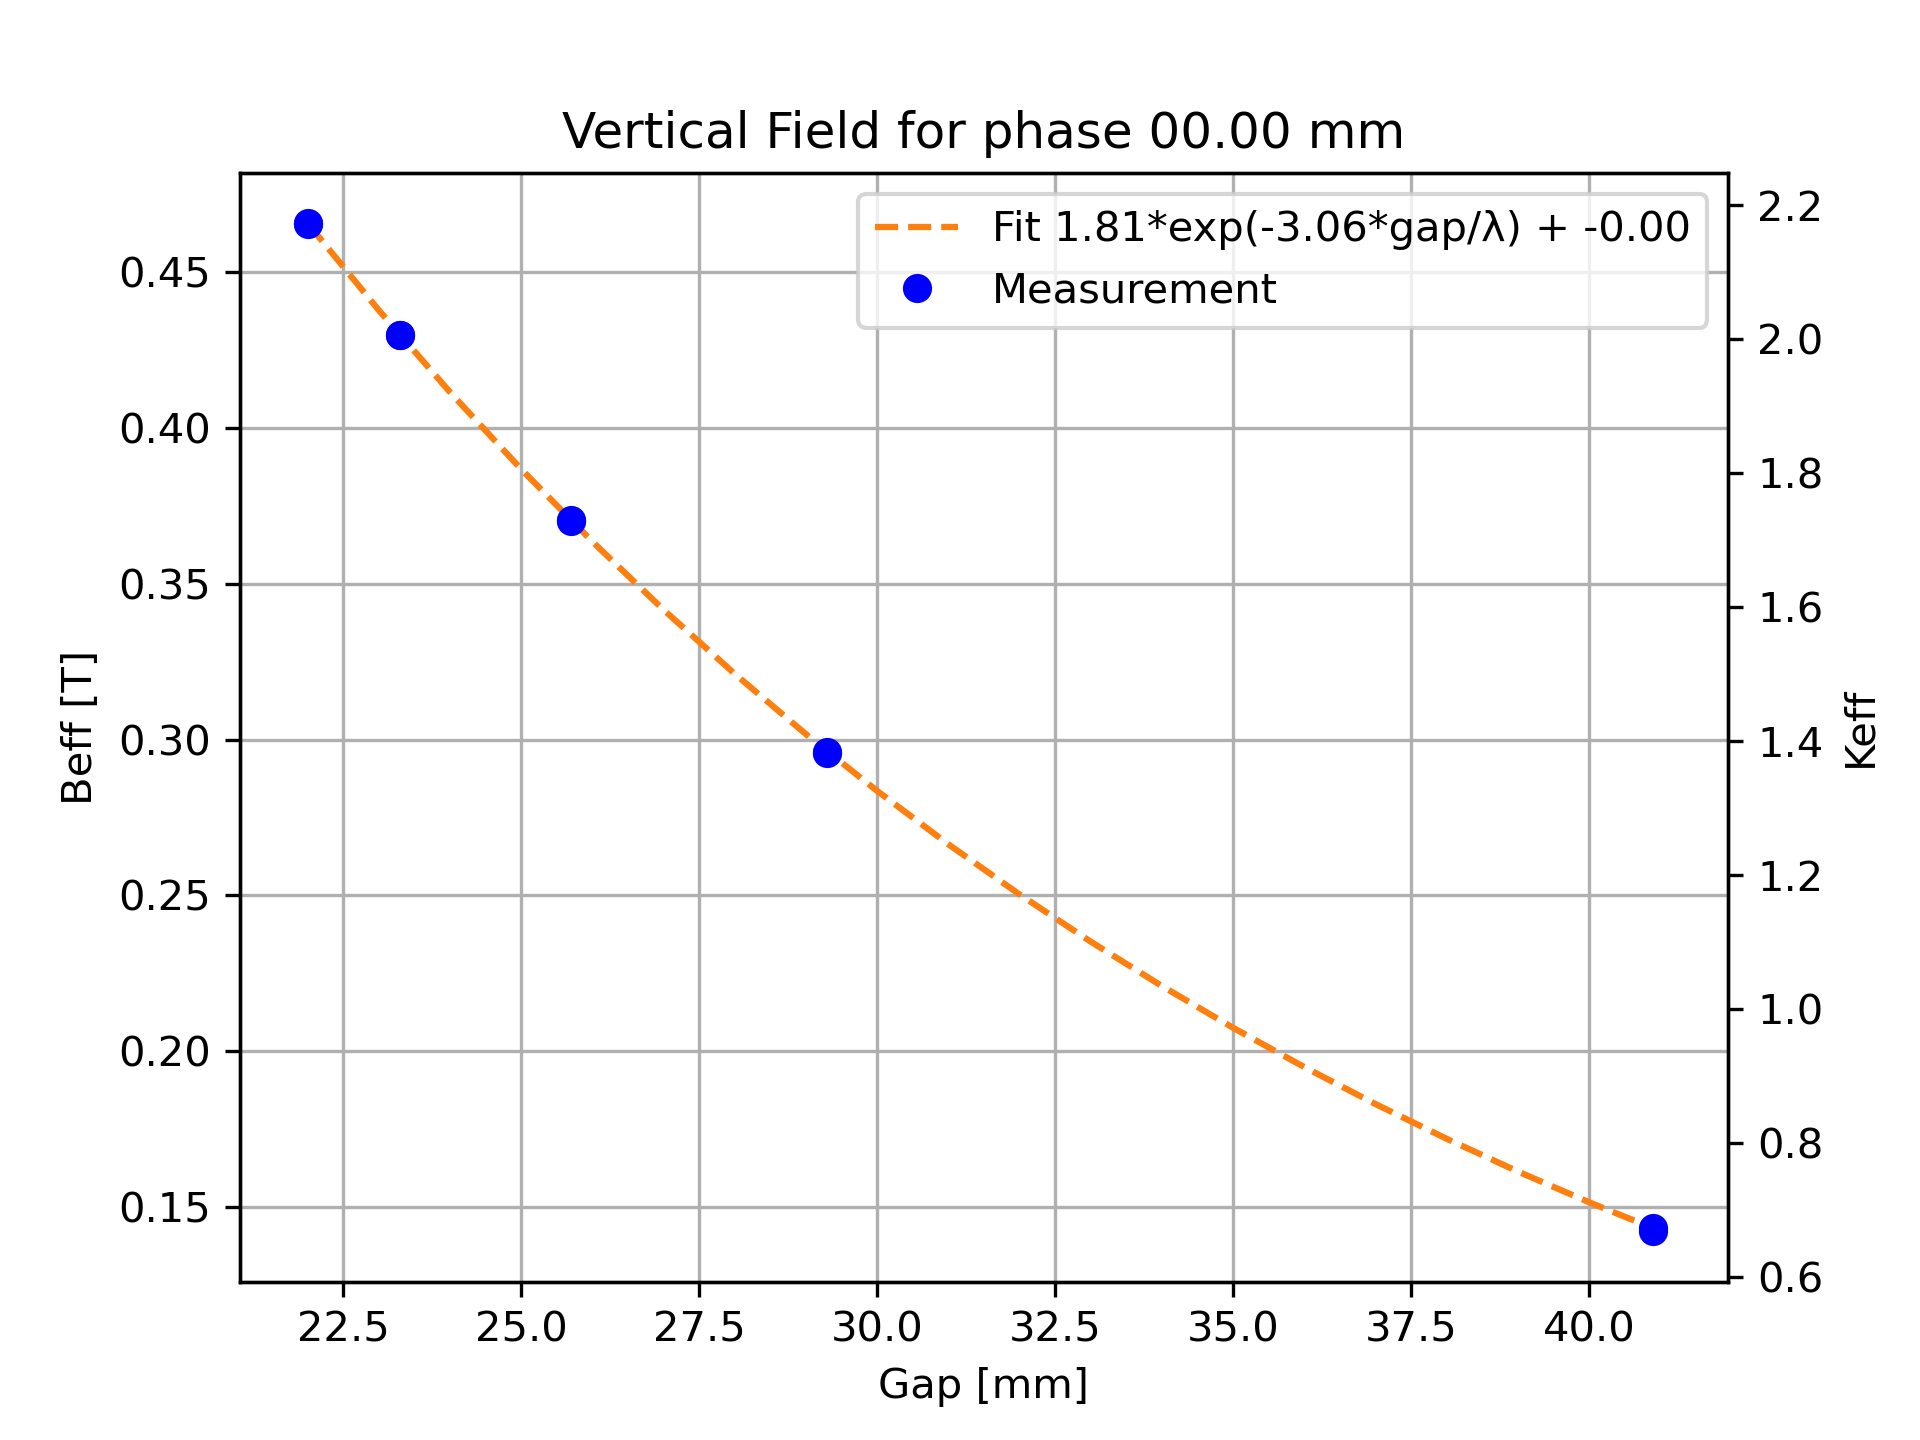 Vertical Field for phase 00.00 mm
Fit 1.81*exp(-3.06*gap/λ) + -0.00
Measurement
0.45
0.40
0.35
0.30
0.25
0.20
0.15
Beff [T]
2.2
2.0
1.8
1.6
1.4
1.2
1.0
0.8
0.6
Keff
22.5 25.0 27.5 30.0 32.5 35.0 37.5 40.0
Gap [mm]